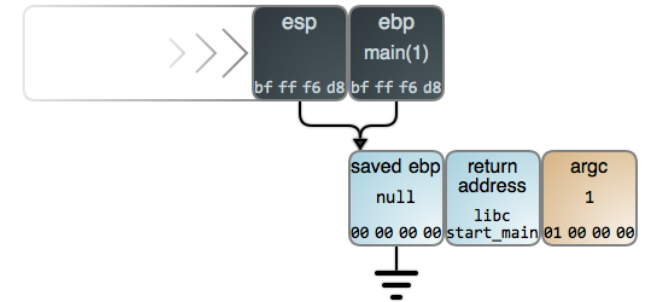 esp
ebp
main(1)
bf ff f6 d8
bf ff f6 d8
saved ebp
null
00 00 00 00
return
address
libc
start_main
argc
1
01 00 00 00